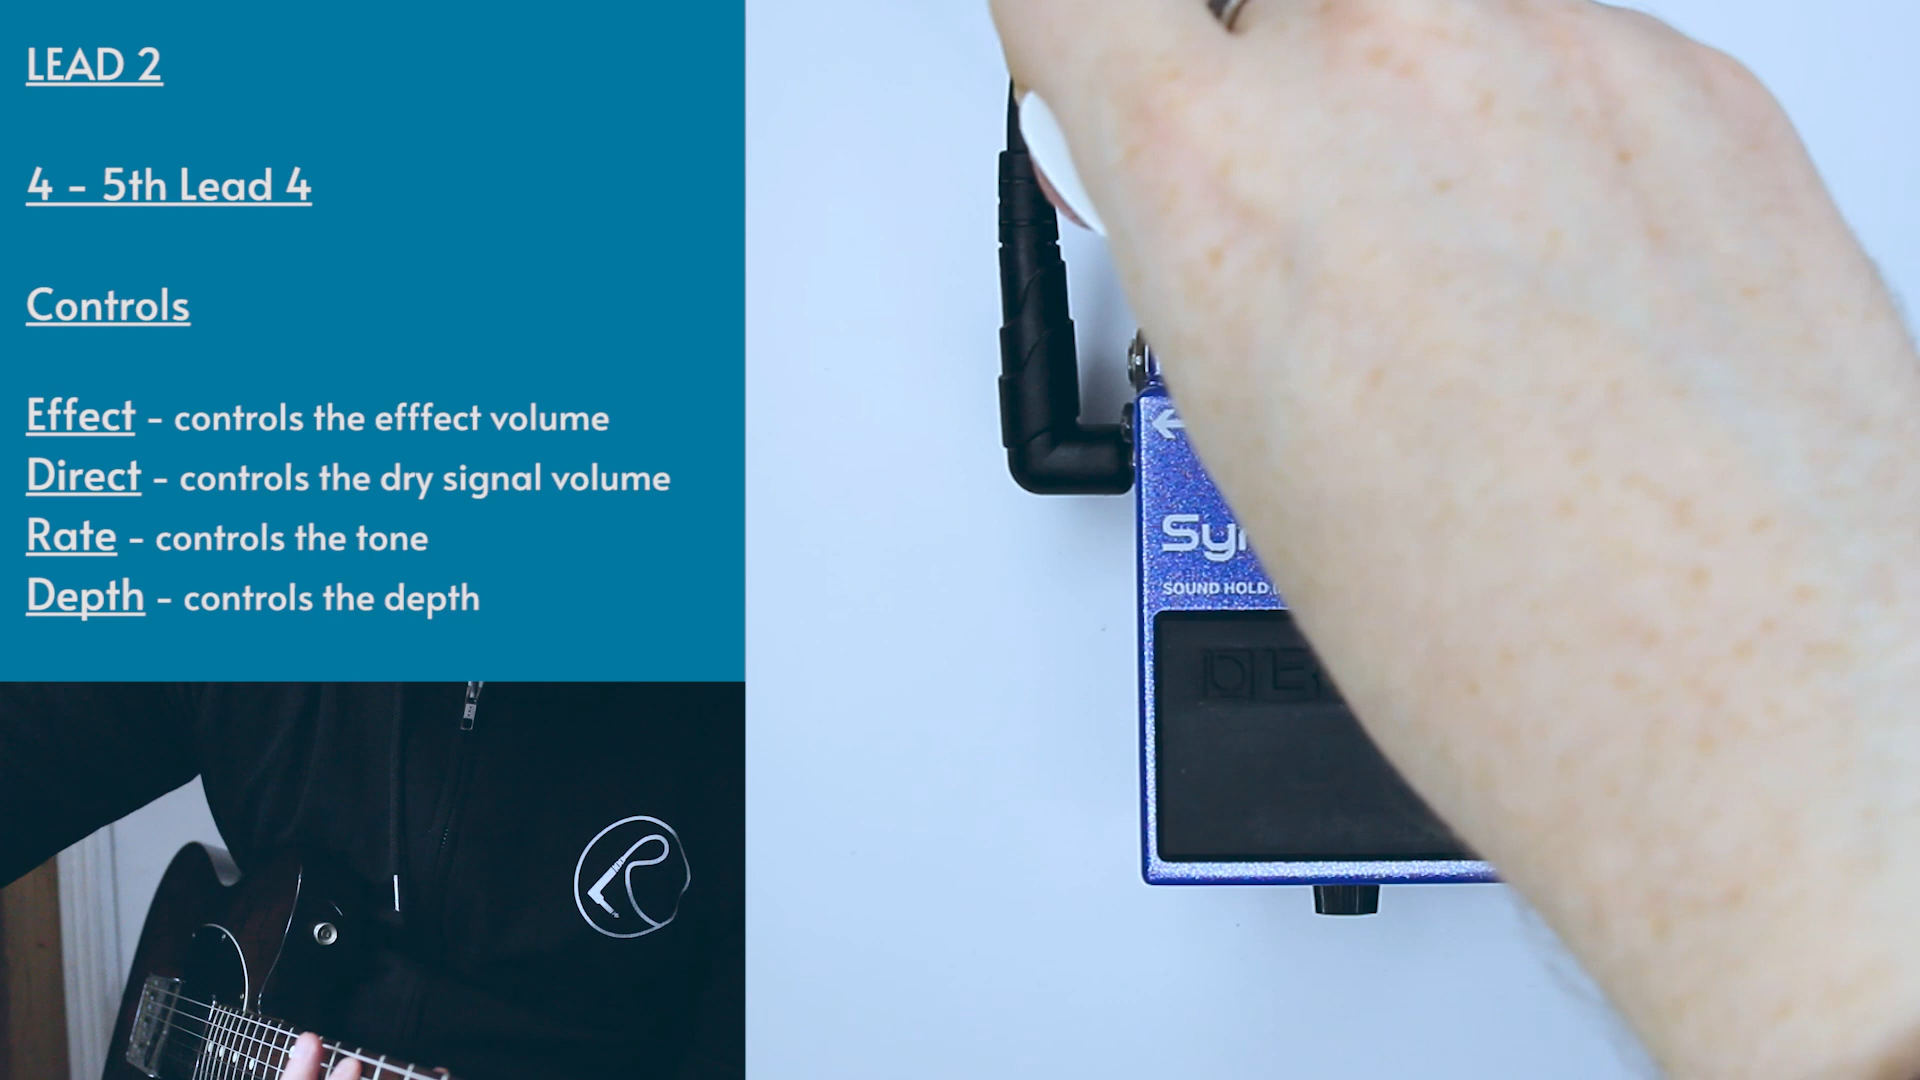 LEAD 2
4 - 5th Lead 4
Controls
Effect - controls the efffect volume
Direct - controls the dry signal volume
Rate - controls the tone
Depth - controls the depth
SOUND HOLD